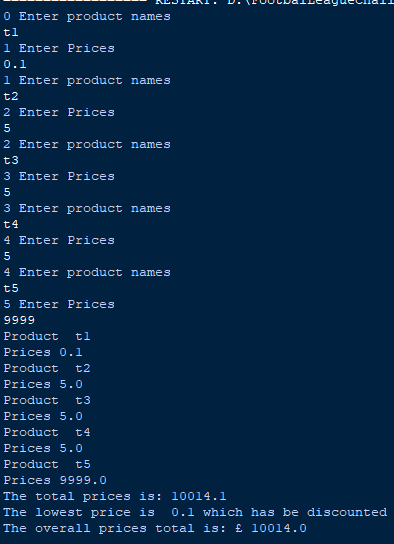 RESTART: D:\FootballLeagueChall
0 Enter product names
t1
1 Enter Prices
0.1
1 Enter product names
t2
2 Enter Prices
5
2 Enter product names
t3
3 Enter Prices
5
3 Enter product names
t4
4 Enter Prices
5
4 Enter product names
t5
5 Enter Prices
9999
Product  t1
Prices 0.1
Product  t2
Prices 5.0
Product  t3
Prices 5.0
Product  t4
Prices 5.0
Product  t5
Prices 9999.0
The total prices is: 10014.1
The lowest price is  0.1 which has be discounted
The overall prices total is: £ 10014.0